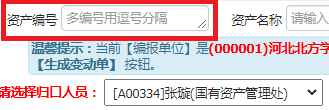 资产编号 多编号用逗号分隔 资产名称 请输入
温馨提示：当前【编报单位】是(000001)河北北方学
【生成变动单】 按钮。
请选择归口人员： [A00334]张璇(国有资产管理处)